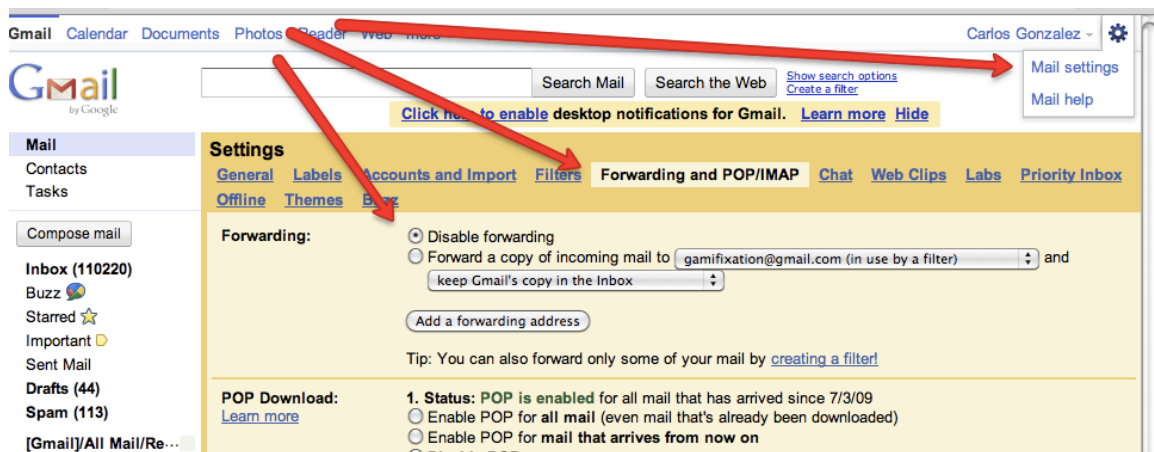 Gmail Calendar Documents Photos Reader Web more Carlos Gonzalez
Mail settings
Mail help
Gmail
by Google
Search Mail Search the Web Show search options
Create a filter
Click here to enable desktop notifications for Gmail. Learn more Hide
Mail
Contacts
Tasks
Compose mail
Inbox (110220)
Buzz
Starred
Important
Sent Mail
Drafts (44)
Spam (113)
[Gmail]/All Mail/Re...
Settings
General Labels Accounts and Import Filters Forwarding and POP/IMAP Chat Web Clips Labs Priority Inbox
Offline Themes Buzz
Forwarding:
Disable forwarding
Forward a copy of incoming mail to gamifixation@gmail.com (in use by a filter) and
keep Gmail's copy in the Inbox
Add a forwarding address
Tip: You can also forward only some of your mail by creating a filter!
POP Download:
Learn more
1. Status: POP is enabled for all mail that has arrived since 7/3/09
Enable POP for all mail (even mail that's already been downloaded)
Enable POP for mail that arrives from now on